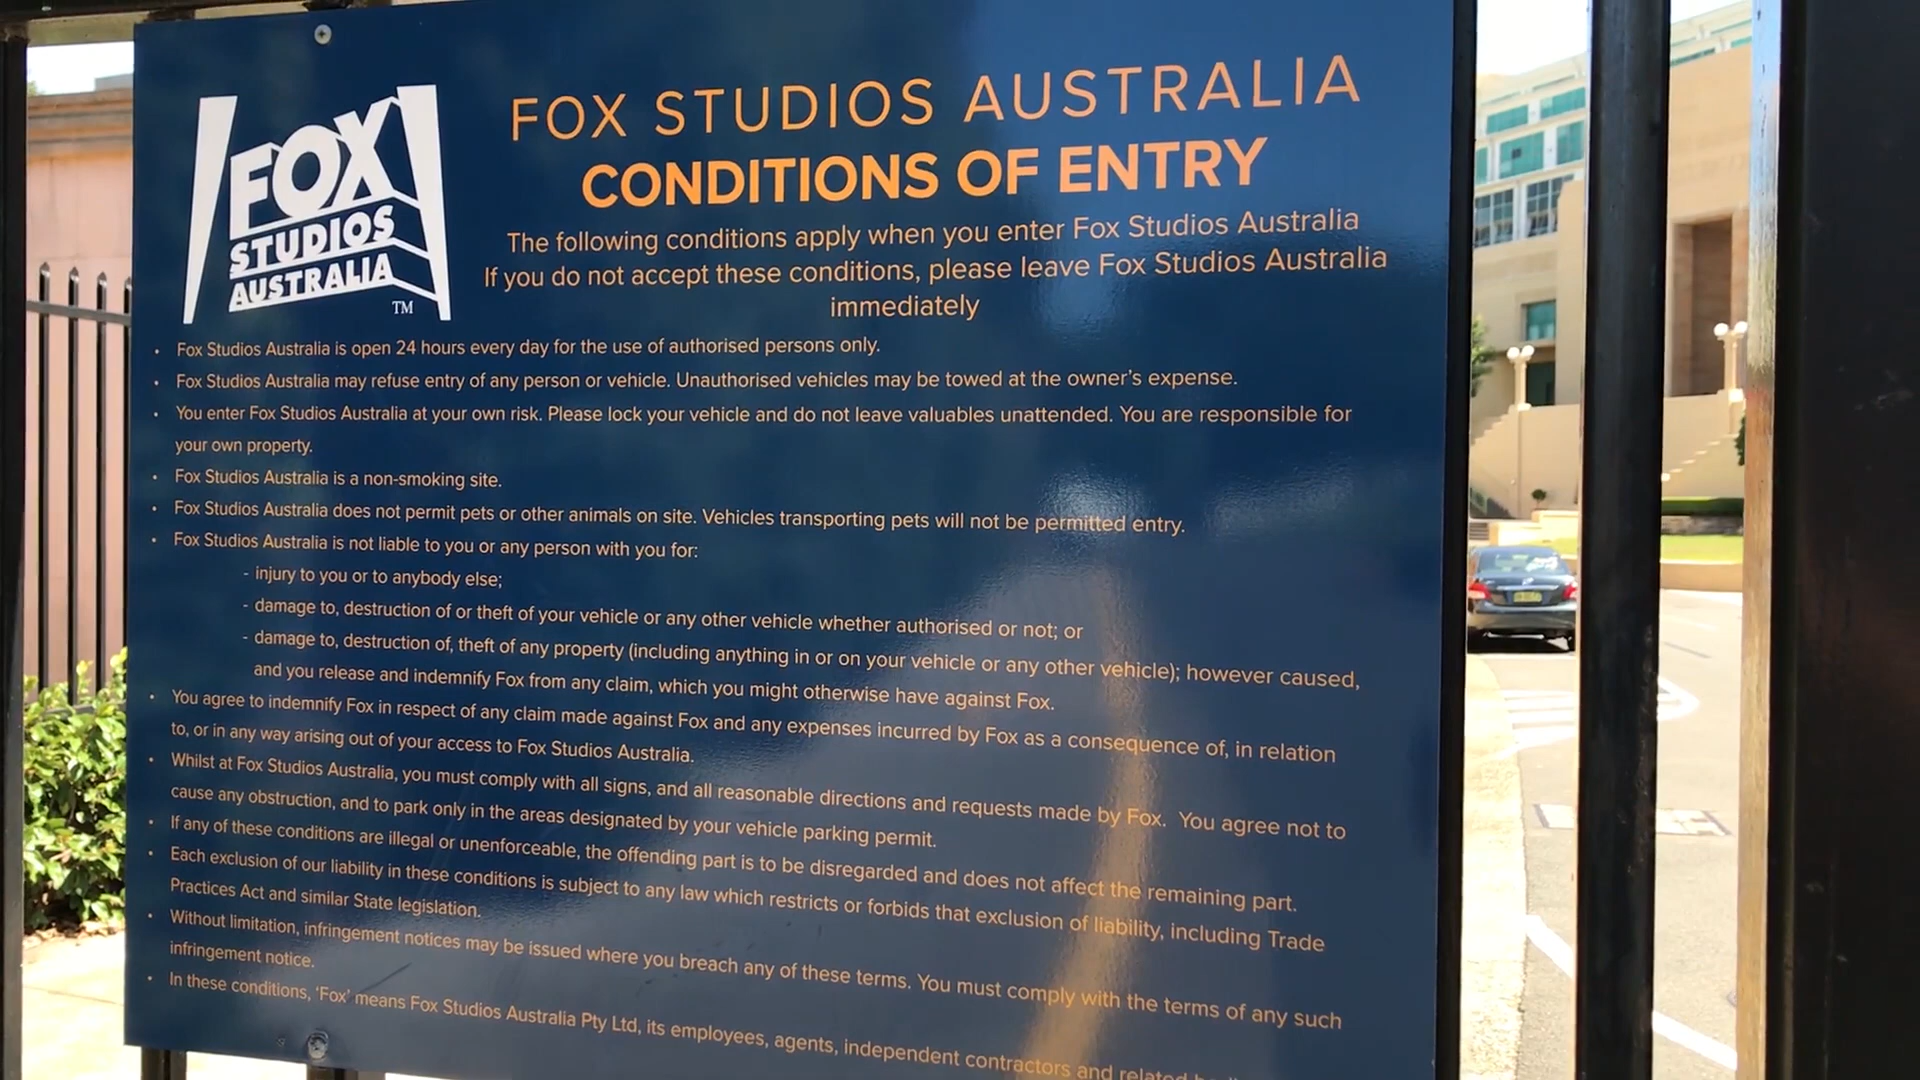 FOX
STUDIOS
AUSTRALIA
TM
FOX STUDIOS AUSTRALIA
CONDITIONS OF ENTRY
The following conditions apply when you enter Fox Studios Australia
If you do not accept these conditions, please leave Fox Studios Australia
immediately
• Fox Studios Australia is open 24 hours every day for the use of authorised persons only.
• Fox Studios Australia may refuse entry of any person or vehicle. Unauthorised vehicles may be towed at the owner's expense.
• You enter Fox Studios Australia at your own risk. Please lock your vehicle and do not leave valuables unattended. You are responsible for
your own property.
• Fox Studios Australia is a non-smoking site.
• Fox Studios Australia does not permit pets or other animals on site. Vehicles transporting pets will not be permitted entry.
• Fox Studios Australia is not liable to you or any person with you for:
- injury to you or to anybody else;
- damage to, destruction of or theft of your vehicle or any other vehicle whether authorised or not; or
- damage to, destruction of, theft of any property (including anything in or on your vehicle or any other vehicle); however caused,
and you release and indemnify Fox from any claim, which you might otherwise have against Fox.
• You agree to indemnify Fox in respect of any claim made against Fox and any expenses incurred by Fox as a consequence of, in relation
to, or in any way arising out of your access to Fox Studios Australia.
• Whilst at Fox Studios Australia, you must comply with all signs, and all reasonable directions and requests made by Fox. You agree not to
cause any obstruction, and to park only in the areas designated by your vehicle parking permit.
• If any of these conditions are illegal or unenforceable, the offending part is to be disregarded and does not affect the remaining part.
• Each exclusion of our liability in these conditions is subject to any law which restricts or forbids that exclusion of liability, including Trade
Practices Act and similar State legislation.
• Without limitation, infringement notices may be issued where you breach any of these terms. You must comply with the terms of any such
infringement notice.
• In these conditions, 'Fox' means Fox Studios Australia Pty Ltd, its employees, agents, independent contractors and related